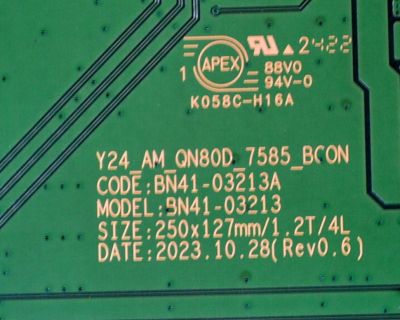 2422
APEX
1
88V0
94V-0
K058C-H16A
Y24_AM_QN80D_7585_BCON
CODE:BN41-03213A
MODEL:BN41-03213
SIZE:250x127mm/1.2T/4L
DATE:2023.10.28(Rev0.6)